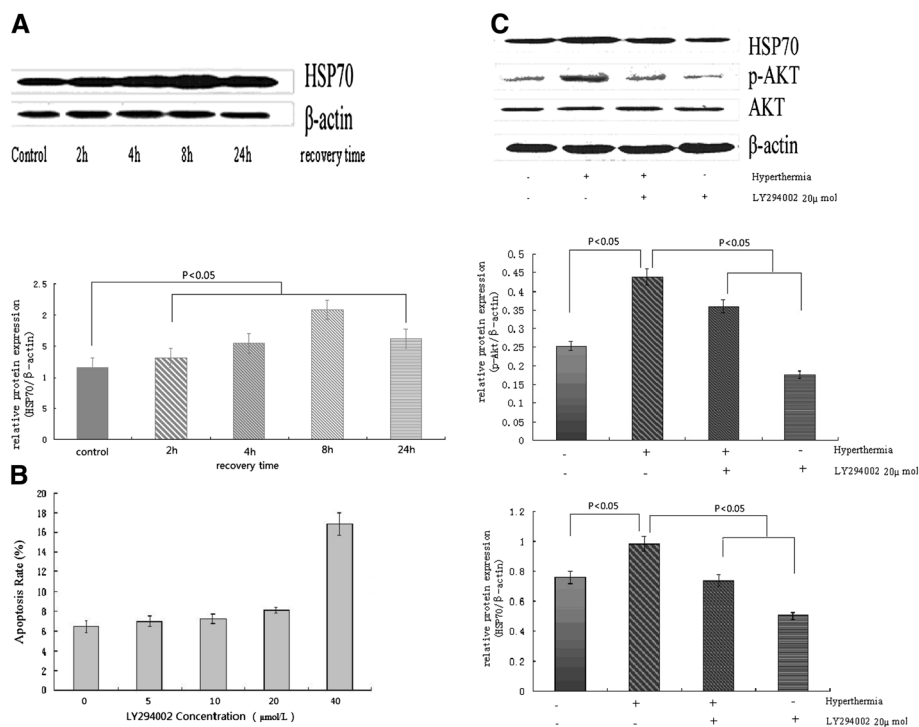 A
HSP70
β-actin
Control 2h 4h 8h 24h recovery time
P<0.05
relative protein expression
(HSP70/β-actin)
2.5
2
1.5
1
0.5
0
control 2h 4h 8h 24h
recovery time
B
Apoptosis Rate (%)
20
18
16
14
12
10
8
6
4
2
0
0 5 10 20 40
LY294002 Concentration ( μmol/L )
C
HSP70
p-AKT
AKT
β-actin
- + + - Hyperthermia
- - + + LY294002 20μ mol
P<0.05 P<0.05
relative protein expression
(p-Akt/β-actin)
0.5
0.45
0.4
0.35
0.3
0.25
0.2
0.15
0.1
0.05
0
- + + - Hyperthermia
- - + + LY294002 20μ mol
P<0.05 P<0.05
relative protein expression
(HSP70/β-actin)
1.2
1
0.8
0.6
0.4
0.2
0
- + + - Hyperthermia
- - + + LY294002 20μ mol